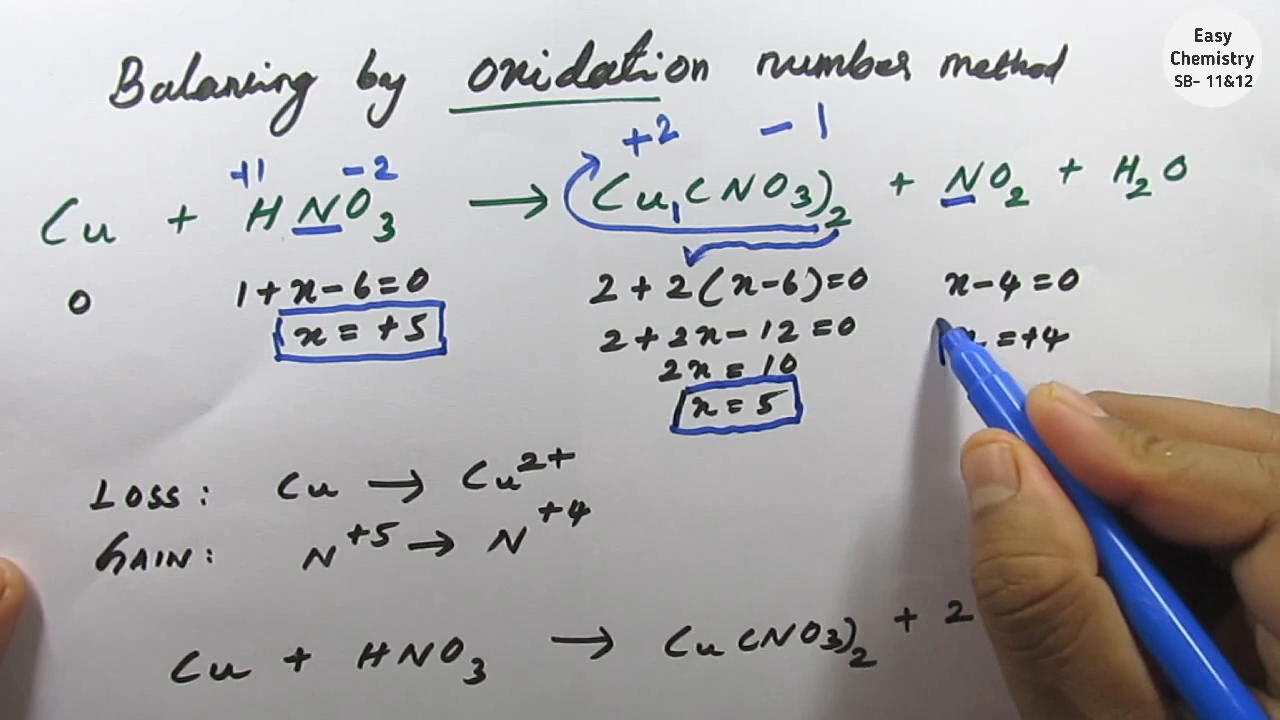 Easy
Chemistry
SB- 11&12
Balancing by oxidation number method
+1 -2 +2 - 1
Cu + HNO3 → Cu1(NO3)2 + NO2 + H2O
0 1+x-6=0 2+2(x-6)=0 x-4=0
x = +5 2+2x-12=0 =+4
2x = 10
x = 5
LOSS: Cu → Cu2+
GAIN: N+5 → N+4
Cu + HNO3 → Cu(NO3)2 + 2